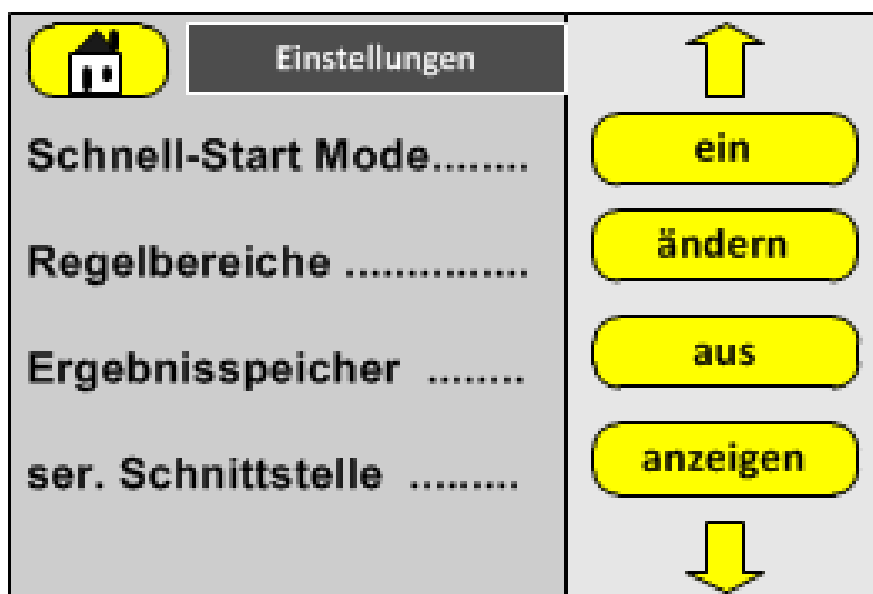 Einstellungen
Schnell-Start Mode........ ein
Regelbereiche ............... ändern
Ergebnisspeicher ........ aus
ser. Schnittstelle ......... anzeigen